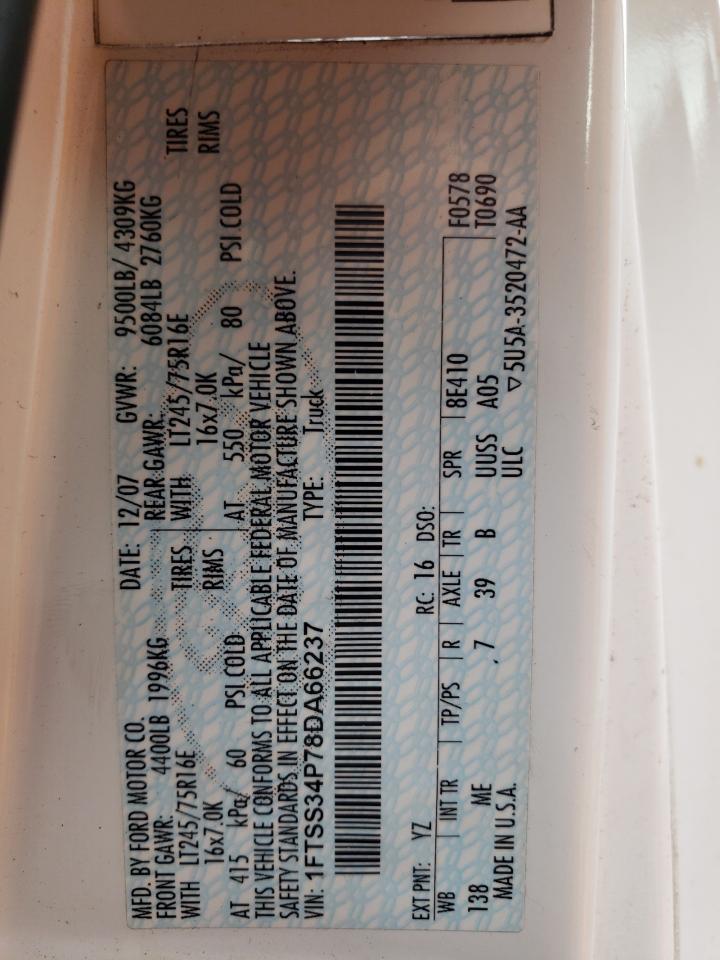 MFD. BY FORD MOTOR CO.
DATE: 12/07 GVWR: 9500LB/ 4309KG
FRONT GAWR: 4400LB 1996KG
REAR GAWR: 6084LB 2760KG
WITH LT245/75R16E TIRES
WITH LT245/75R16E TIRES
16x7.0K RIMS
16x7.0K RIMS
AT 415 kPa/ 60 PSI COLD
AT 550 kPa/ 80 PSI COLD
THIS VEHICLE CONFORMS TO ALL APPLICABLE FEDERAL MOTOR VEHICLE
SAFETY STANDARDS IN EFFECT ON THE DATE OF MANUFACTURE SHOWN ABOVE.
VIN: 1FTSS34P78DA66237 TYPE: Truck
EXT PNT: YZ RC: 16 DSO: F0578
WB INT TR TP/PS R AXLE TR SPR T0690
138 ME , 7 39 B UUSS 8E410 A05
MADE IN U.S.A. ULC ▽5U5A-3520472-AA